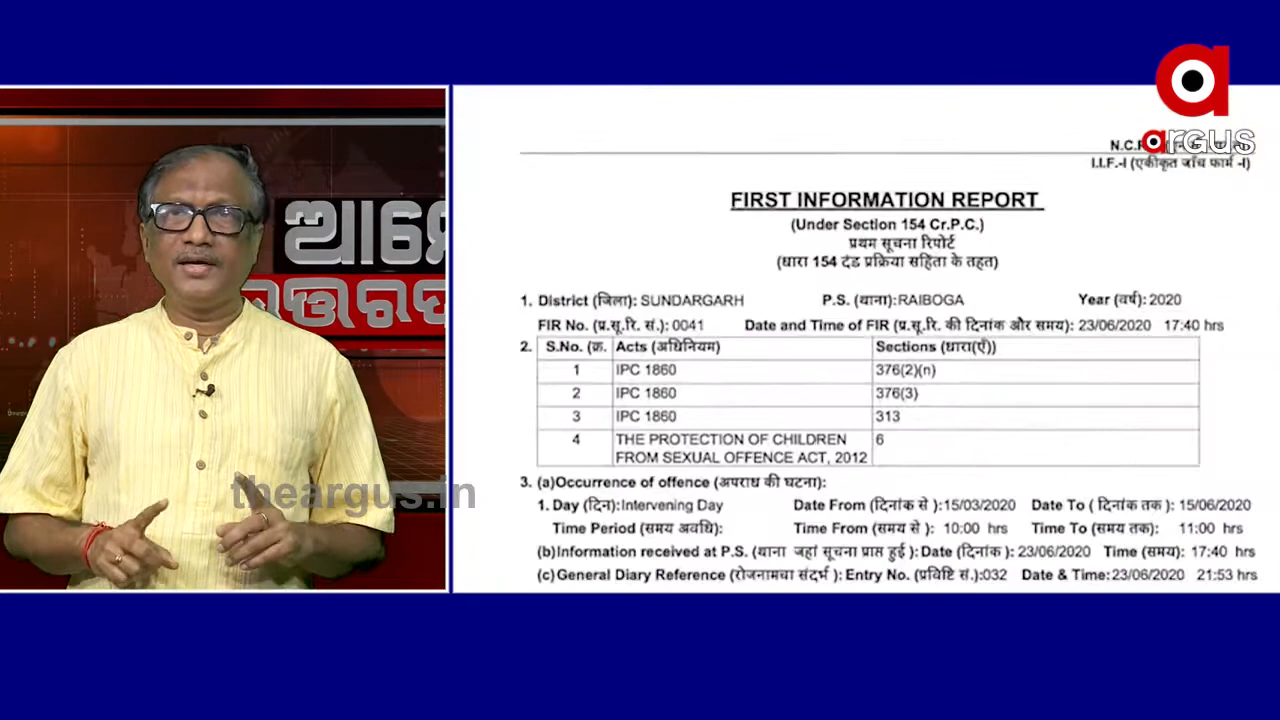 argus
ଆମେ
theargus.in
I.I.F.-I (एकीकृत जाँच फार्म -I)
FIRST INFORMATION REPORT
(Under Section 154 Cr.P.C.)
प्रथम सूचना रिपोर्ट
(धारा 154 दंड प्रक्रिया सहिंता के तहत)
1. District (जिला): SUNDARGARH P.S. (थाना):RAIBOGA Year (वर्ष): 2020
FIR No. (प्र.सू.रि. सं.): 0041 Date and Time of FIR (प्र.सू.रि. की दिनांक और समय): 23/06/2020 17:40 hrs
2. S.No. (क्र. Acts (अधिनियम) Sections (धारा(एँ))
1 IPC 1860 376(2)(n)
2 IPC 1860 376(3)
3 IPC 1860 313
4 THE PROTECTION OF CHILDREN FROM SEXUAL OFFENCE ACT, 2012 6
3. (a)Occurrence of offence (अपराध की घटना):
1. Day (दिन):Intervening Day Date From (दिनांक से ): 15/03/2020 Date To ( दिनांक तक ): 15/06/2020
Time Period (समय अवधि): Time From (समय से ): 10:00 hrs Time To (समय तक): 11:00 hrs
(b)Information received at P.S. (थाना जहां सूचना प्राप्त हुई ): Date (दिनांक ): 23/06/2020 Time (समय): 17:40 hrs
(c)General Diary Reference (रोजनामचा संदर्भ ): Entry No. (प्रविष्टि सं.):032 Date & Time: 23/06/2020 21:53 hrs